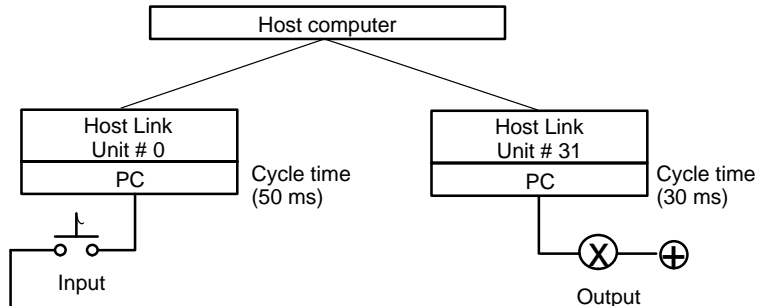 Host computer
Host Link
Unit # 0
PC
Cycle time
(50 ms)
Input
Host Link
Unit # 31
PC
Cycle time
(30 ms)
X
Output